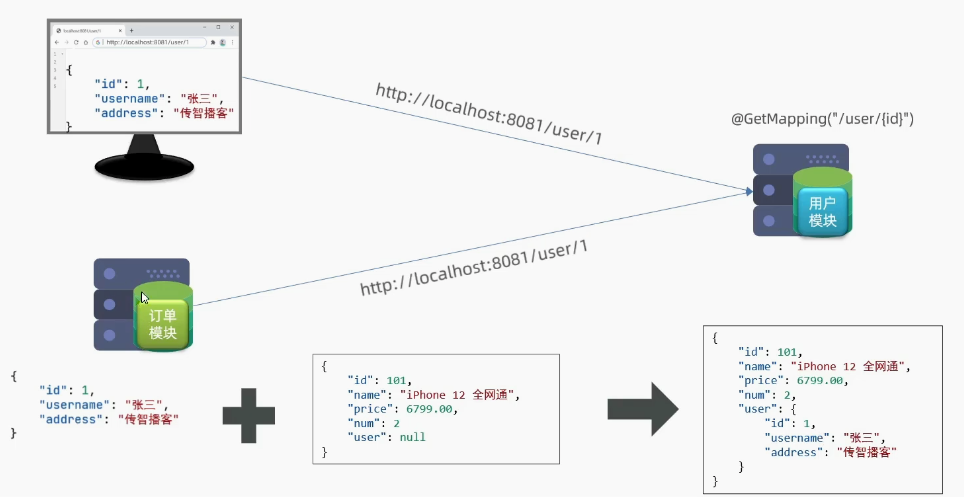 http://localhost:8081/user/1
{
"id": 1,
"username": "张三",
"address": "传智播客"
}
http://localhost:8081/user/1
@GetMapping("/user/{id}")
用户
模块
http://localhost:8081/user/1
订单
模块
{
"id": 1,
"username": "张三",
"address": "传智播客"
}
{
"id": 101,
"name": "iPhone 12 全网通",
"price": 6799.00,
"num": 2
"user": null
}
{
"id": 101,
"name": "iPhone 12 全网通",
"price": 6799.00,
"num": 2,
"user": {
"id": 1,
"username": "张三",
"address": "传智播客"
}
}